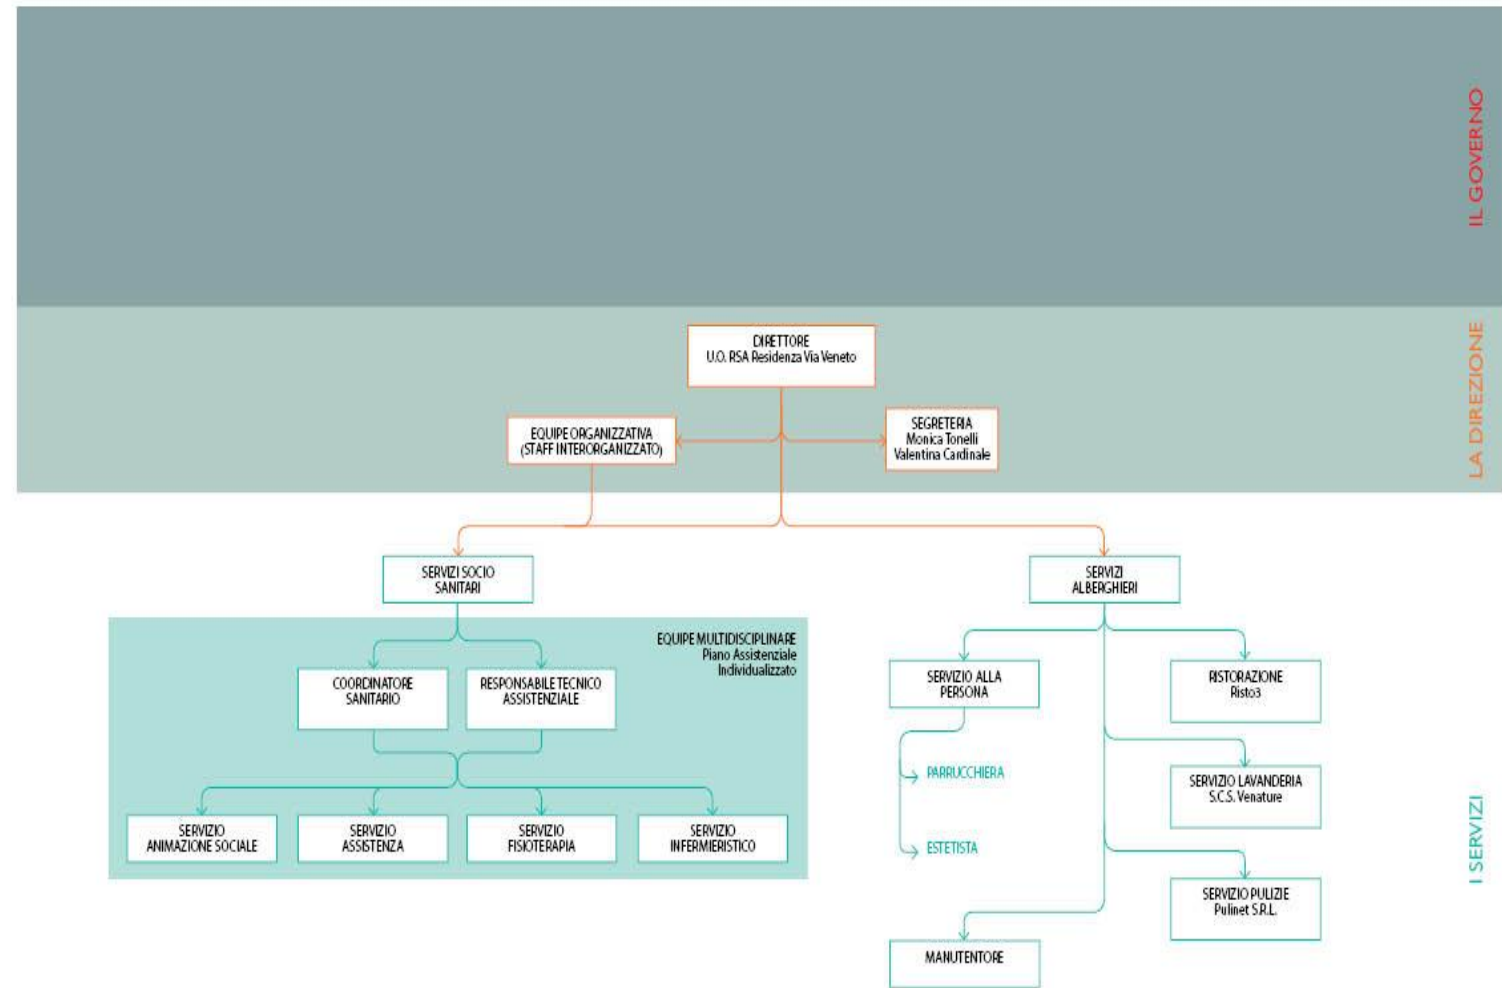 IL GOVERNO
DIRETTORE
U.O. RSA Residenza Via Veneto
LA DIREZIONE
EQUIPE ORGANIZZATIVA
(STAFF INTERORGANIZZATO)
SEGRETERIA
Monica Tonelli
Valentina Cardinale
SERVIZI SOCIO
SANITARI
SERVIZI
ALBERGHIERI
EQUIPE MULTIDISCIPLINARE
Piano Assistenziale
Individualizzato
COORDINATORE
SANITARIO
RESPONSABILE TECNICO
ASSISTENZIALE
SERVIZIO ALLA
PERSONA
RISTORAZIONE
Risto3
PARRUCCHIERA
SERVIZIO LAVANDERIA
S.C.S. Venature
SERVIZIO
ANIMAZIONE SOCIALE
SERVIZIO
ASSISTENZA
SERVIZIO
FISIOTERAPIA
SERVIZIO
INFERMIERISTICO
ESTETISTA
I SERVIZI
SERVIZIO PULIZIE
Pulinet S.R.L.
MANUTENTORE